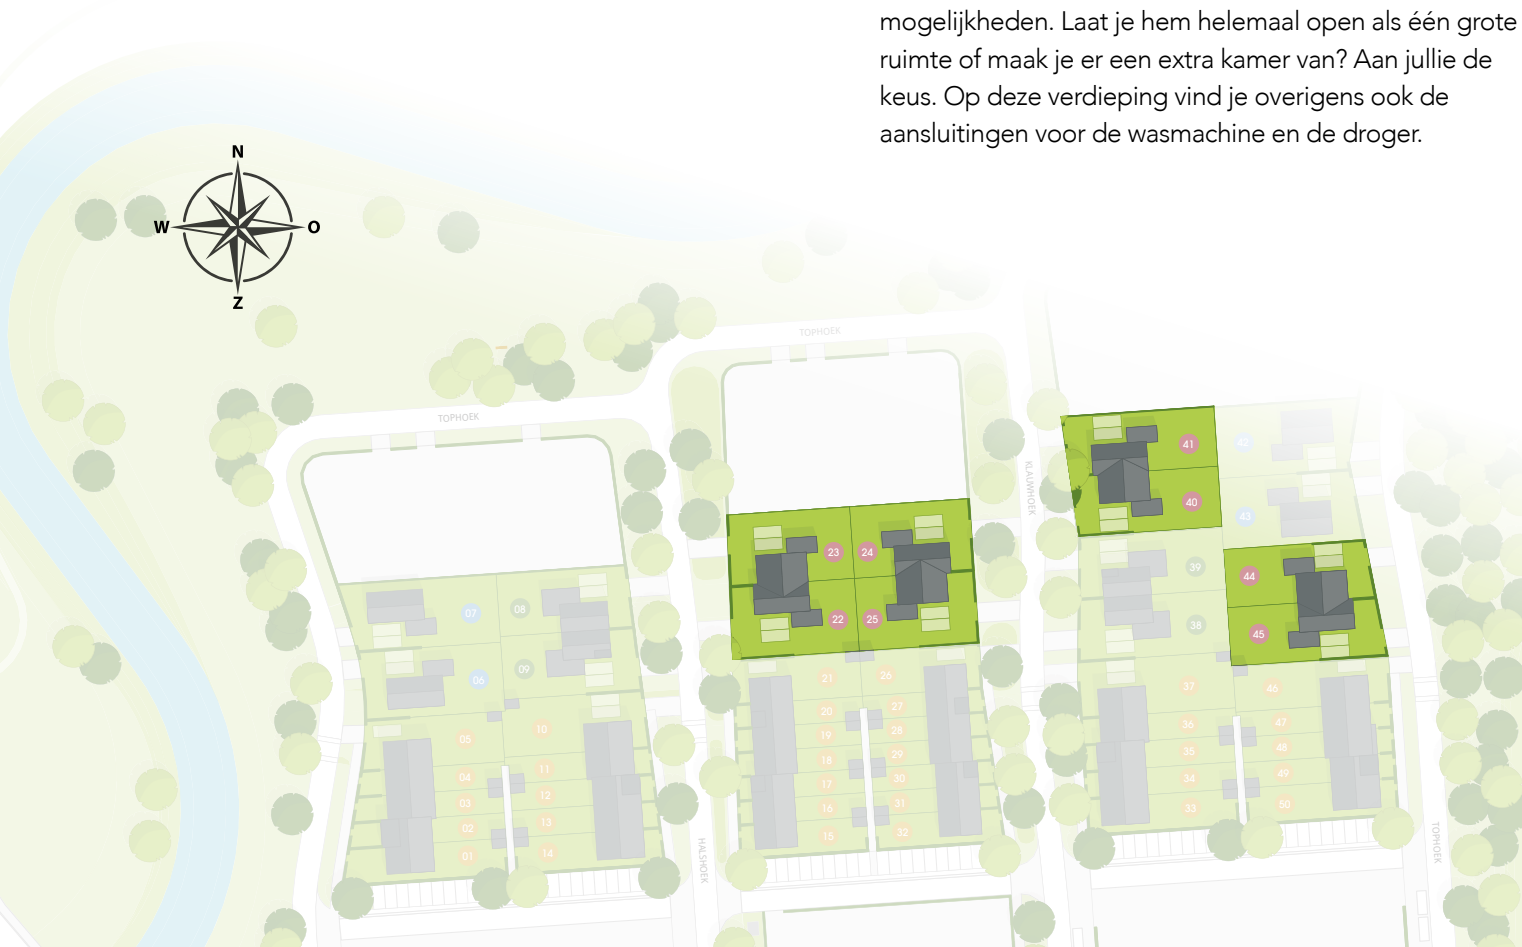 mogelijkheden. Laat je hem helemaal open als één grote
ruimte of maak je er een extra kamer van? Aan jullie de
keus. Op deze verdieping vind je overigens ook de
aansluitingen voor de wasmachine en de droger.
N
W O
Z
TOPHOEK
TOPHOEK
KLAUWHOEK
HALSHOEK
TOPHOEK
07 08
06 09
05 10
04 11
03 12
02 13
01 14
23 24
22 25
21 26
20 27
19 28
18 29
17 30
16 31
15 32
41 42
40 43
39 44
38 45
37 46
36 47
35 48
34 49
33 50